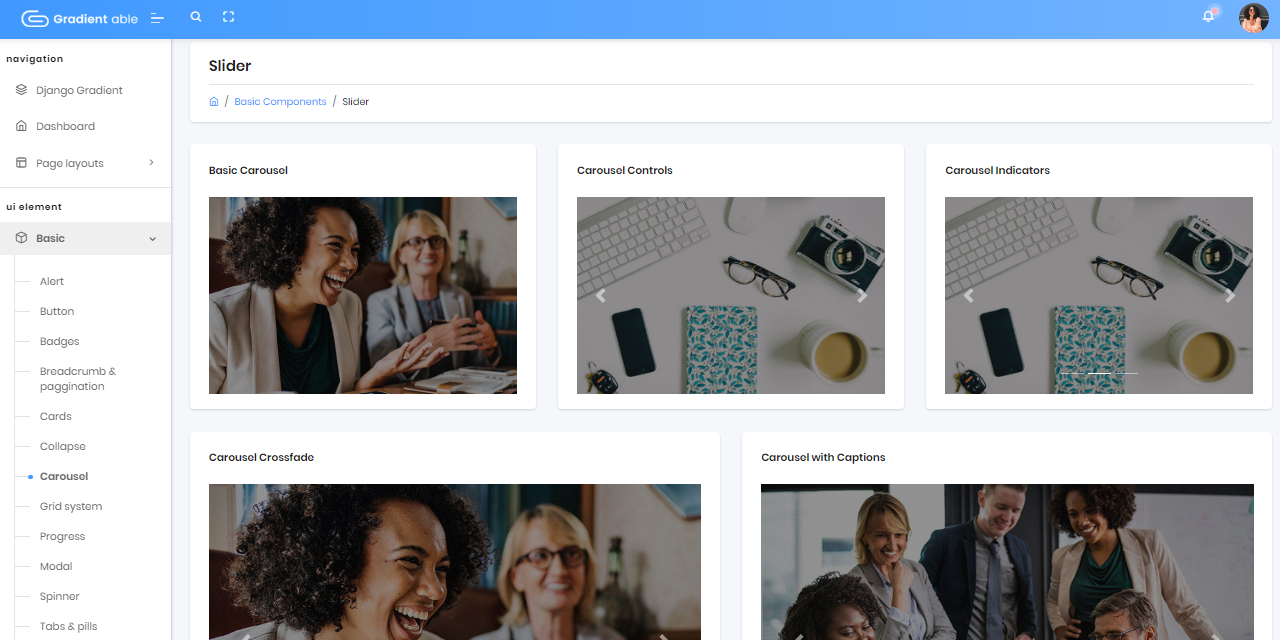 Gradient able
navigation
Django Gradient
Dashboard
Page layouts
ui element
Basic
Alert
Button
Badges
Breadcrumb &
paggination
Cards
Collapse
Carousel
Grid system
Progress
Modal
Spinner
Tabs & pills
Slider
/ Basic Components / Slider
Basic Carousel
Carousel Controls
Carousel Indicators
Carousel Crossfade
Carousel with Captions